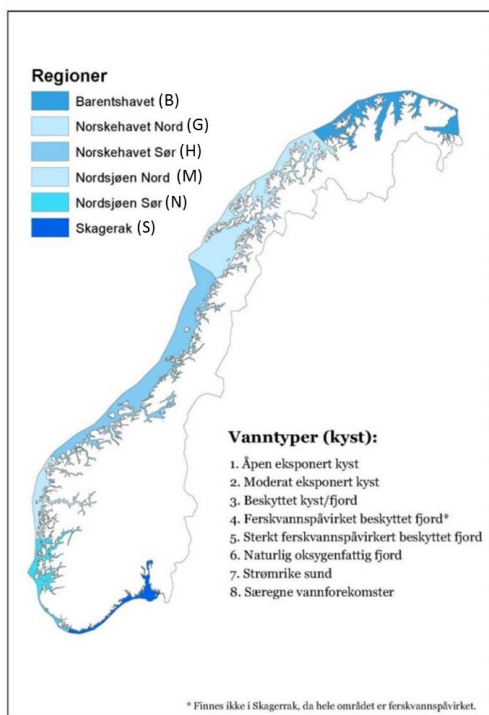 Regioner
Barentshavet (B)
Norskehavet Nord (G)
Norskehavet Sør (H)
Nordsjøen Nord (M)
Nordsjøen Sør (N)
Skagerak (S)
Vanntyper (kyst):
1. Åpen eksponert kyst
2. Moderat eksponert kyst
3. Beskyttet kyst/fjord
4. Ferskvannspåvirket beskyttet fjord*
5. Sterkt ferskvannspåvirkert beskyttet fjord
6. Naturlig oksygenfattig fjord
7. Strømrike sund
8. Særegne vannforekomster
* Finnes ikke i Skagerrak, da hele området er ferskvannspåvirket.